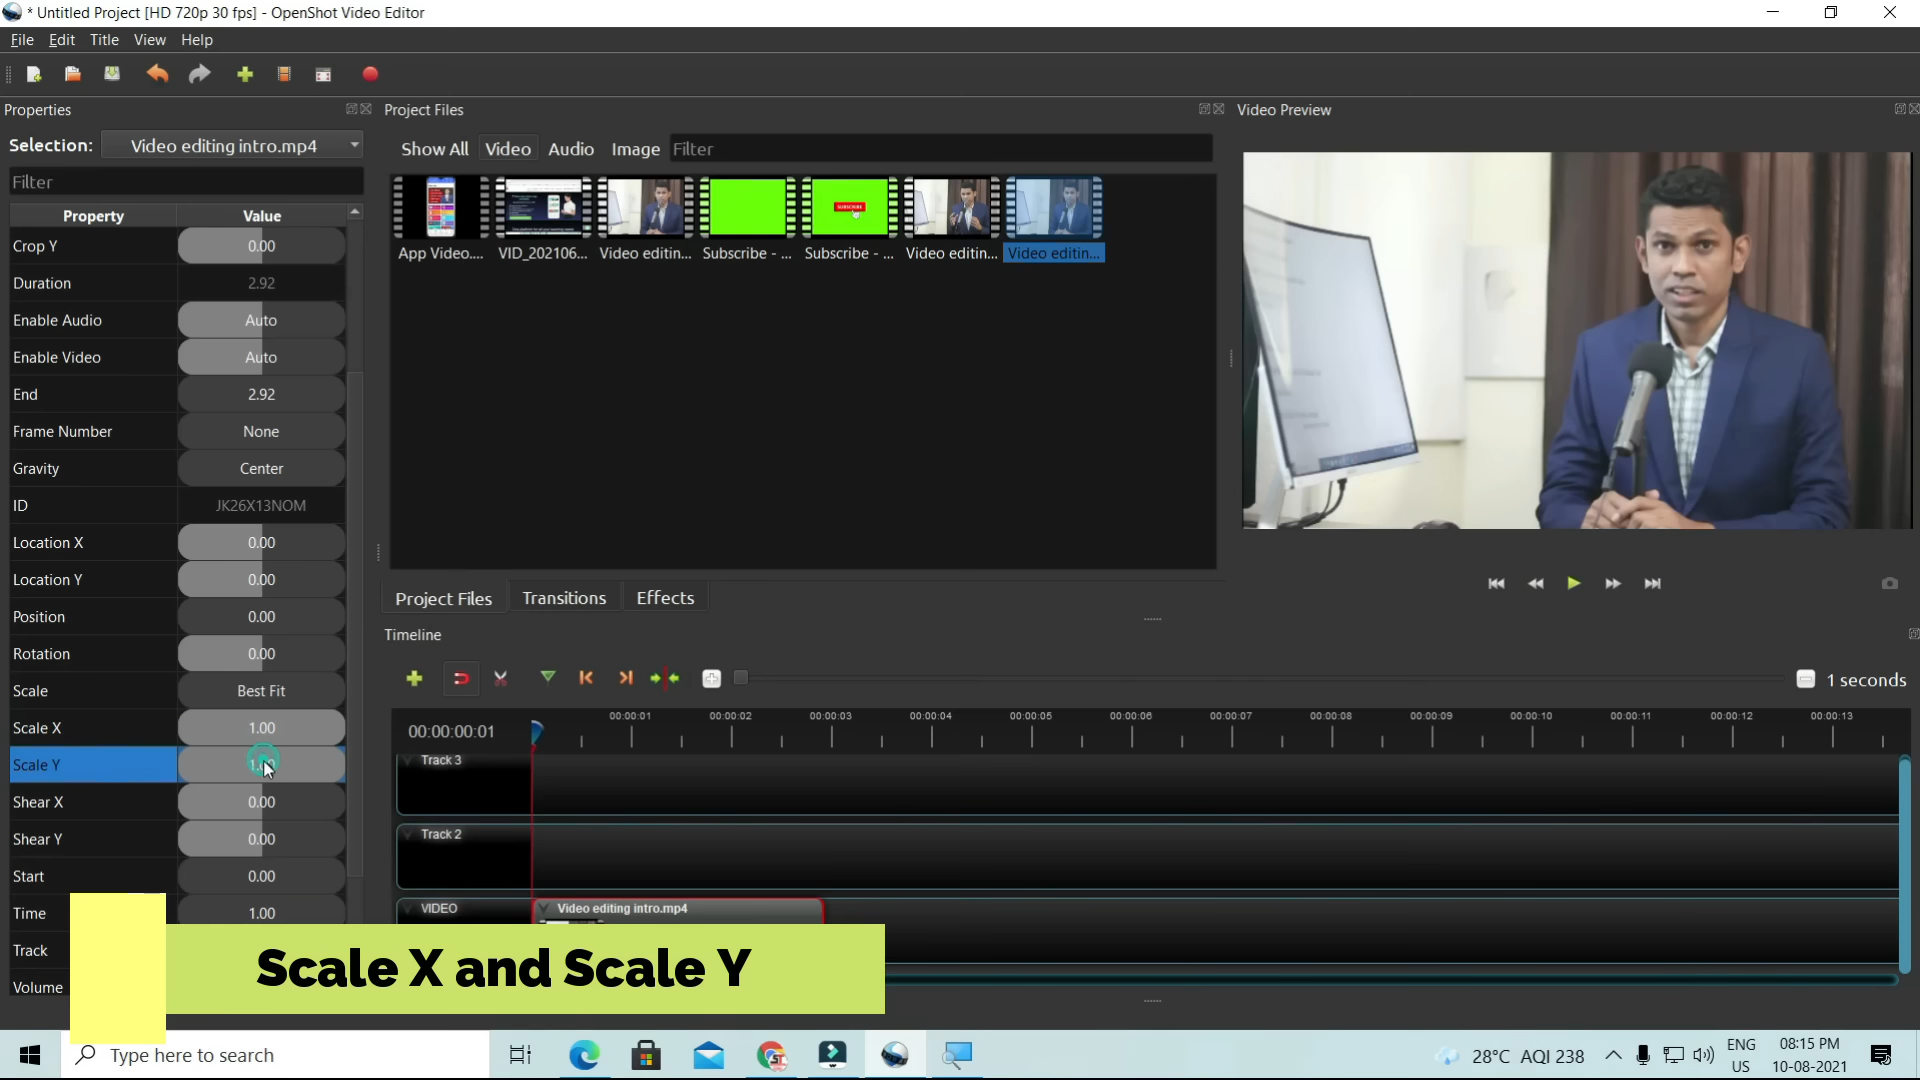 * Untitled Project [HD 720p 30 fps] - OpenShot Video Editor
File Edit Title View Help
Properties
Project Files
Video Preview
Selection: Video editing intro.mp4
Show All Video Audio Image Filter
Filter
Property Value
App Video.... VID_202106... Video editin... Subscribe - ... Subscribe - ... Video editin... Video editin...
SUBSCRIBE
Crop Y 0.00
Duration 2.92
Enable Audio Auto
Enable Video Auto
End 2.92
Frame Number None
Gravity Center
ID JK26X13NOM
Location X 0.00
Location Y 0.00
Position 0.00
Rotation 0.00
Scale Best Fit
Scale X 1.00
Scale Y
Shear X 0.00
Shear Y 0.00
Start 0.00
Time 1.00
Track
Volume
Project Files Transitions Effects
Timeline
1 seconds
00:00:00:01
00:00:01 00:00:02 00:00:03 00:00:04 00:00:05 00:00:06 00:00:07 00:00:08 00:00:09 00:00:10 00:00:11 00:00:12 00:00:13
Track 3
Track 2
VIDEO
Video editing intro.mp4
Scale X and Scale Y
Type here to search
28°C AQI 238
ENG
US
08:15 PM
10-08-2021